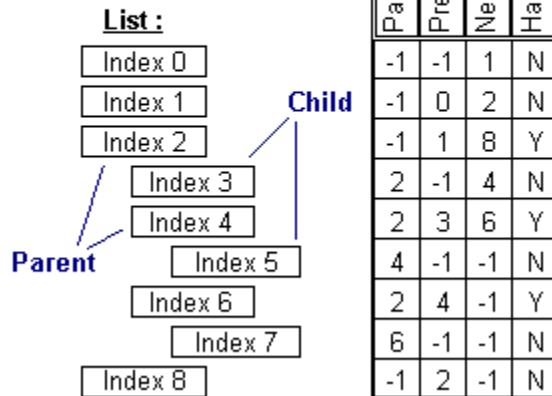 List :
Pa Pre Ne Ha
Index 0 -1 -1 1 N
Index 1 Child -1 0 2 N
Index 2 -1 1 8 Y
Index 3 2 -1 4 N
Index 4 2 3 6 Y
Parent Index 5 4 -1 -1 N
Index 6 2 4 -1 Y
Index 7 6 -1 -1 N
Index 8 -1 2 -1 N